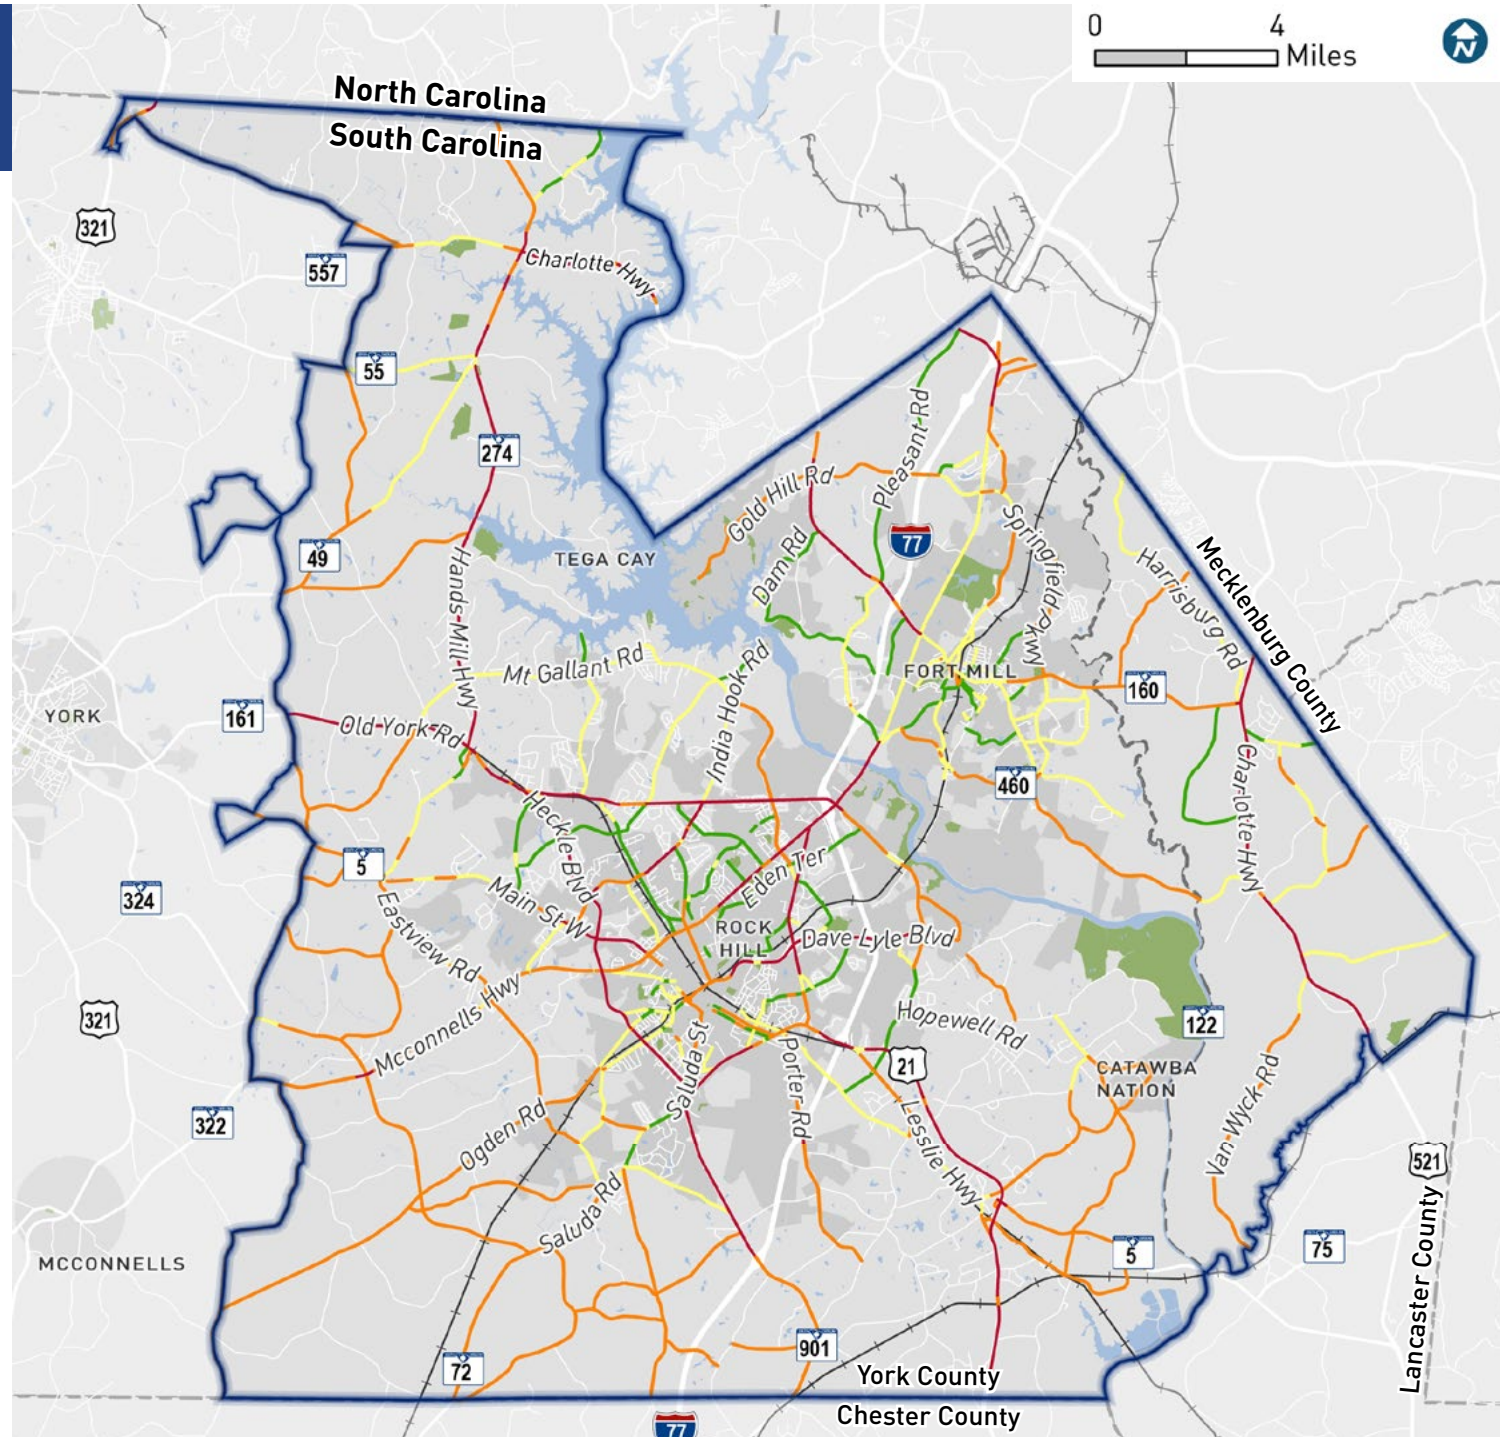 0 4
Miles
N
North Carolina
South Carolina
321
557
Charlotte Hwy
55
274
Pleasant Rd
Gold Hill Rd
77
Springfield Pkwy
49
TEGA CAY
Dam Rd
Harrisburg Rd
Mecklenburg County
Hands Mill Hwy
Mt Gallant Rd
India Hook Rd
FORT MILL
160
YORK
161
Old York Rd
460
Charlotte Hwy
Heckle Blvd
5
Eden Ter
324
Main St W
Eastview Rd
ROCK
HILL
Dave Lyle Blvd
321
Mcconnells Hwy
Hopewell Rd
122
Saluda St
Porter Rd
21
CATAWBA
NATION
Van Wyck Rd
322
Ogden Rd
Lesslie Hwy
521
Saluda Rd
MCCONNELLS
5
75
Lancaster County
901
72
York County
Chester County
77